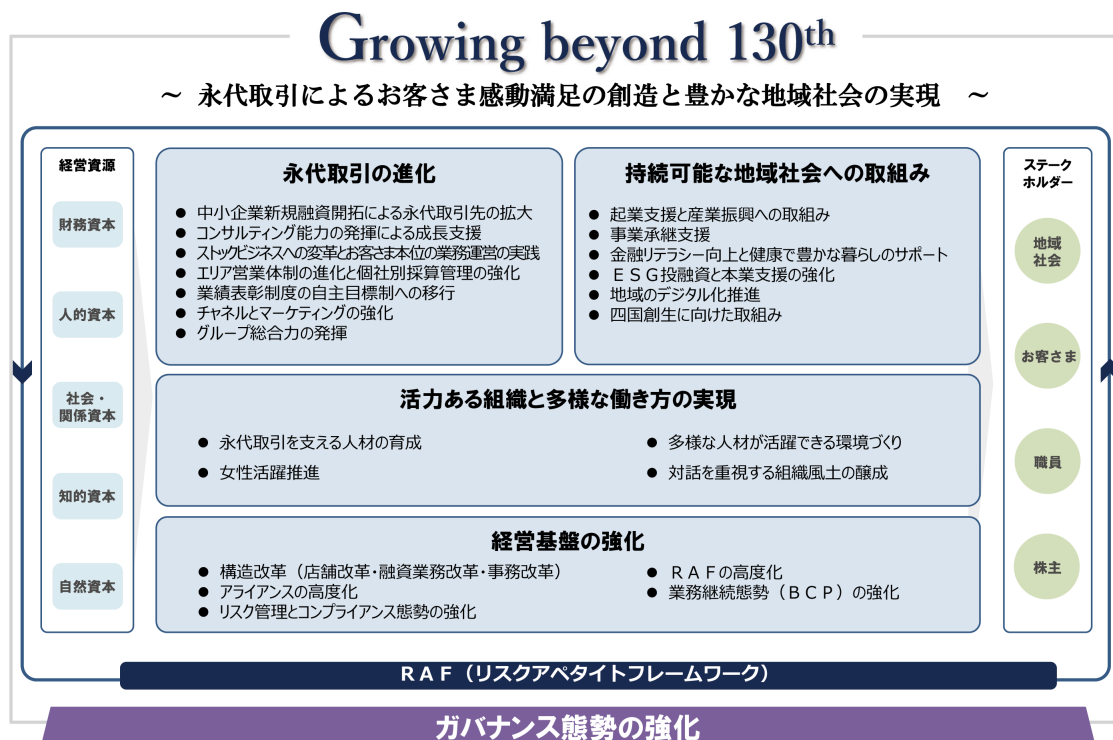 Growing beyond 130th
～ 永代取引によるお客さま感動満足の創造と豊かな地域社会の実現 ～
経営資源
財務資本
人的資本
社会・
関係資本
知的資本
自然資本
永代取引の進化
● 中小企業新規融資開拓による永代取引先の拡大
● コンサルティング能力の発揮による成長支援
● ストックビジネスへの変革とお客さま本位の業務運営の実践
● エリア営業体制の進化と個社別採算管理の強化
● 業績表彰制度の自主目標制への移行
● チャネルとマーケティングの強化
● グループ総合力の発揮
持続可能な地域社会への取組み
● 起業支援と産業振興への取組み
● 事業承継支援
● 金融リテラシー向上と健康で豊かな暮らしのサポート
● ＥＳＧ投融資と本業支援の強化
● 地域のデジタル化推進
● 四国創生に向けた取組み
活力ある組織と多様な働き方の実現
● 永代取引を支える人材の育成
● 女性活躍推進
● 多様な人材が活躍できる環境づくり
● 対話を重視する組織風土の醸成
経営基盤の強化
● 構造改革（店舗改革・融資業務改革・事務改革）
● アライアンスの高度化
● リスク管理とコンプライアンス態勢の強化
● ＲＡＦの高度化
● 業務継続態勢（ＢＣＰ）の強化
ステーク
ホルダー
地域
社会
お客さま
職員
株主
ＲＡＦ（リスクアペタイトフレームワーク）
ガバナンス態勢の強化